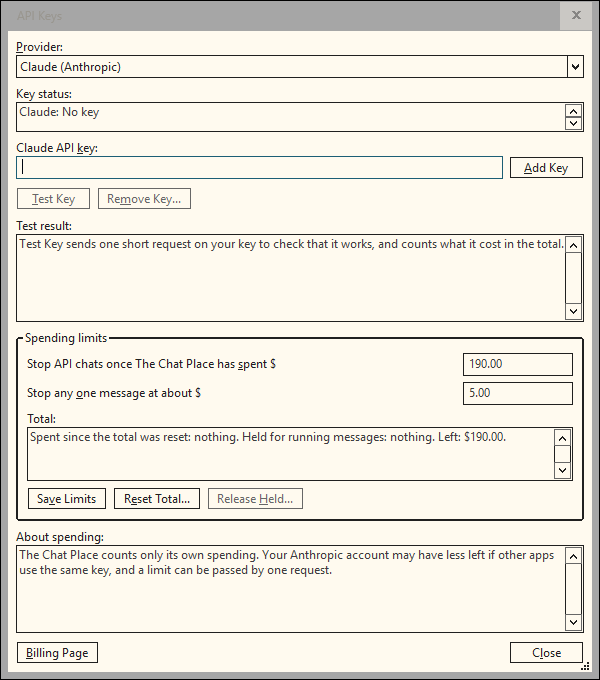 API Keys
Provider:
Claude (Anthropic)
Key status:
Claude: No key
Claude API key:
Add Key
Test Key
Remove Key...
Test result:
Test Key sends one short request on your key to check that it works, and counts what it cost in the total.
Spending limits
Stop API chats once The Chat Place has spent $
190.00
Stop any one message at about $
5.00
Total:
Spent since the total was reset: nothing. Held for running messages: nothing. Left: $190.00.
Save Limits
Reset Total...
Release Held...
About spending:
The Chat Place counts only its own spending. Your Anthropic account may have less left if other apps
use the same key, and a limit can be passed by one request.
Billing Page
Close